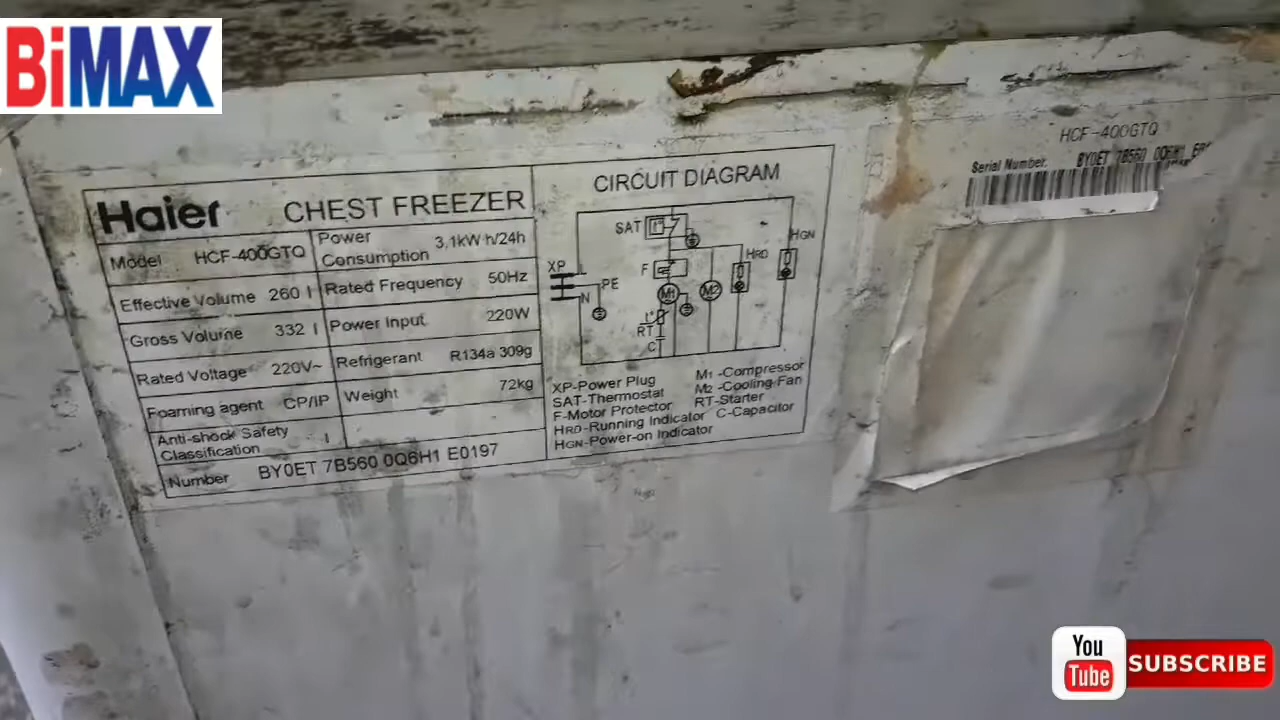 BiMAX
Haier CHEST FREEZER
Model HCF-400GTQ
Power Consumption 3,1kW·h/24h
Effective Volume 260 l
Rated Frequency 50Hz
Gross Volume 332 l
Power Input 220W
Rated Voltage 220V~
Refrigerant R134a 309g
Foaming agent CP/IP
Weight 72kg
Anti-shock Safety
Classification I
Number BY0ET 7B560 0Q6H1 E0197
CIRCUIT DIAGRAM
SAT
HGN
XP
F
HRD
PE
M1
M2
N
t°
RT
C
XP-Power Plug
M1-Compressor
SAT-Thermostat
M2-Cooling Fan
F-Motor Protector
RT-Starter
HRD-Running Indicator
C-Capacitor
HGN-Power-on Indicator
HCF-400GTQ
Serial Number. BY0ET 7B560 0Q6H1
You
Tube
SUBSCRIBE